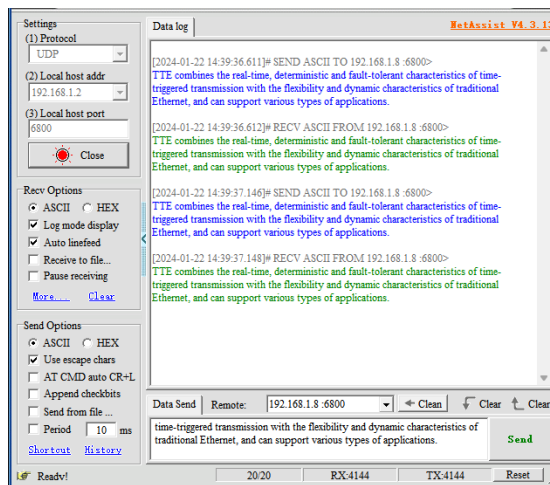 Settings
(1) Protocol
UDP
(2) Local host addr
192.168.1.2
(3) Local host port
6800
Close
Recv Options
ASCII HEX
Log mode display
Auto linefeed
Receive to file...
Pause receiving
More... Clear
Send Options
ASCII HEX
Use escape chars
AT CMD auto CR+L
Append checkbits
Send from file ...
Period 10 ms
Shortcut History
Data log
NetAssist V4.3.13
[2024-01-22 14:39:36.611]# SEND ASCII TO 192.168.1.8 :6800>
TTE combines the real-time, deterministic and fault-tolerant characteristics of time-
triggered transmission with the flexibility and dynamic characteristics of traditional
Ethernet, and can support various types of applications.
[2024-01-22 14:39:36.612]# RECV ASCII FROM 192.168.1.8 :6800>
TTE combines the real-time, deterministic and fault-tolerant characteristics of time-
triggered transmission with the flexibility and dynamic characteristics of traditional
Ethernet, and can support various types of applications.
[2024-01-22 14:39:37.146]# SEND ASCII TO 192.168.1.8 :6800>
TTE combines the real-time, deterministic and fault-tolerant characteristics of time-
triggered transmission with the flexibility and dynamic characteristics of traditional
Ethernet, and can support various types of applications.
[2024-01-22 14:39:37.148]# RECV ASCII FROM 192.168.1.8 :6800>
TTE combines the real-time, deterministic and fault-tolerant characteristics of time-
triggered transmission with the flexibility and dynamic characteristics of traditional
Ethernet, and can support various types of applications.
Data Send Remote: 192.168.1.8 :6800 Clean Clear Clear
time-triggered transmission with the flexibility and dynamic characteristics of
traditional Ethernet, and can support various types of applications.
Send
Ready! 20/20 RX:4144 TX:4144 Reset